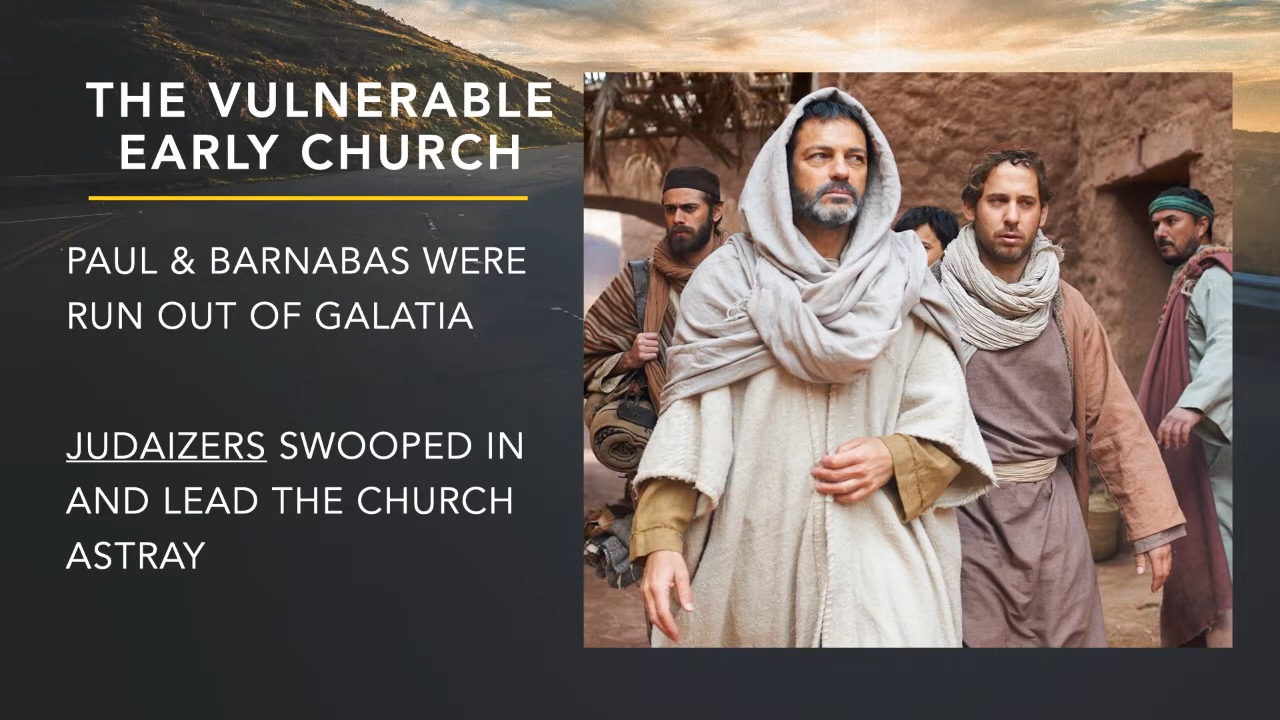 THE VULNERABLE
EARLY CHURCH
PAUL & BARNABAS WERE
RUN OUT OF GALATIA
JUDAIZERS SWOOPED IN
AND LEAD THE CHURCH
ASTRAY